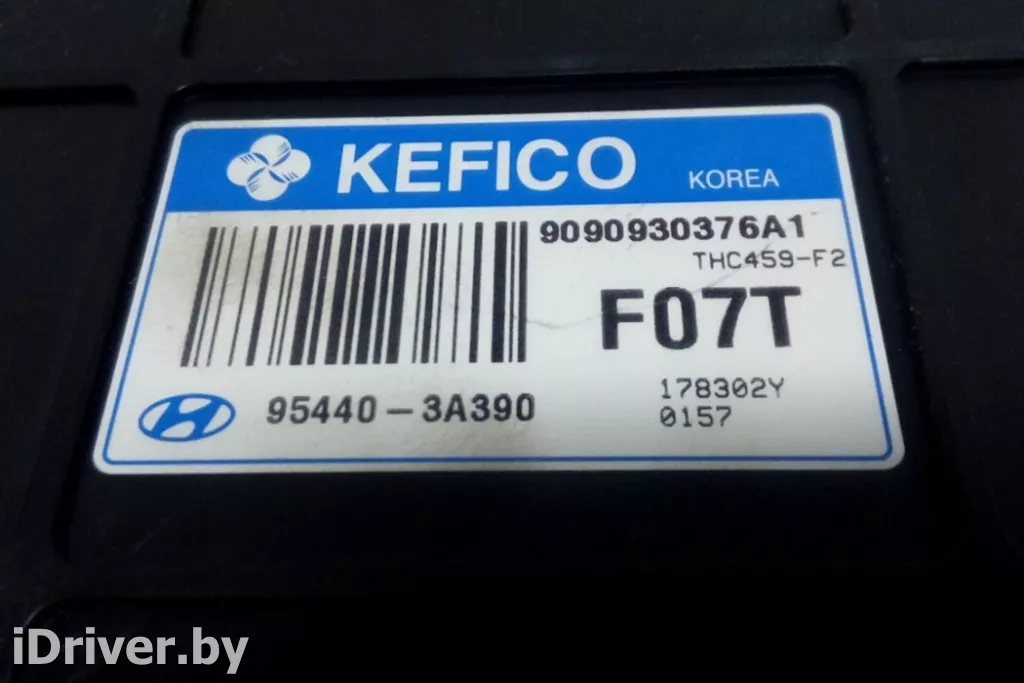 KEFICO KOREA
9090930376A1
THC459-F2
F07T
95440-3A390
178302Y
0157
iDriver.by